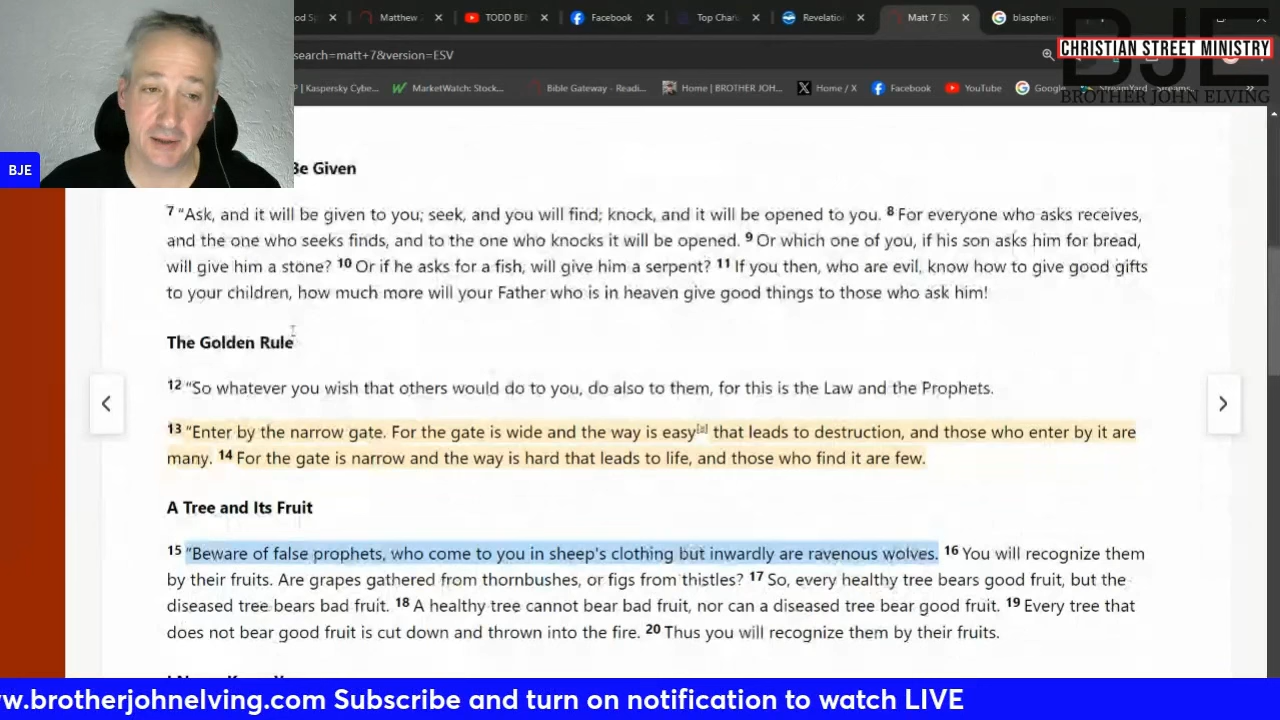 od S
Matthew 7
TODD BE
Facebook
Top Char
Revelatio
Matt 7 ES
blasphem
search=matt+7&version=ESV
CHRISTIAN STREET MINISTRY
BJE
BROTHER JOHN ELVING
P | Kaspersky Cybe...
MarketWatch: Stock...
Bible Gateway - Readi...
Home | BROTHER JOH...
Home / X
Facebook
YouTube
Google
StreamYard - Streams...
BJE
Be Given
7 “Ask, and it will be given to you; seek, and you will find; knock, and it will be opened to you. 8 For everyone who asks receives,
and the one who seeks finds, and to the one who knocks it will be opened. 9 Or which one of you, if his son asks him for bread,
will give him a stone? 10 Or if he asks for a fish, will give him a serpent? 11 If you then, who are evil, know how to give good gifts
to your children, how much more will your Father who is in heaven give good things to those who ask him!
The Golden Rule
12 “So whatever you wish that others would do to you, do also to them, for this is the Law and the Prophets.
13 “Enter by the narrow gate. For the gate is wide and the way is easy[a] that leads to destruction, and those who enter by it are
many. 14 For the gate is narrow and the way is hard that leads to life, and those who find it are few.
A Tree and Its Fruit
15 “Beware of false prophets, who come to you in sheep's clothing but inwardly are ravenous wolves. 16 You will recognize them
by their fruits. Are grapes gathered from thornbushes, or figs from thistles? 17 So, every healthy tree bears good fruit, but the
diseased tree bears bad fruit. 18 A healthy tree cannot bear bad fruit, nor can a diseased tree bear good fruit. 19 Every tree that
does not bear good fruit is cut down and thrown into the fire. 20 Thus you will recognize them by their fruits.
w.brotherjohnelving.com Subscribe and turn on notification to watch LIVE